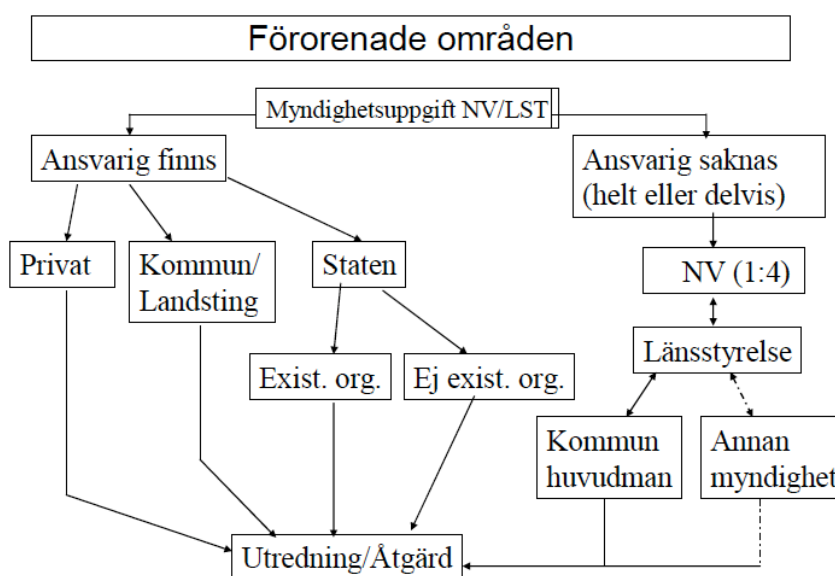 Förorenade områden
Myndighetsuppgift NV/LST
Ansvarig finns
Ansvarig saknas
(helt eller delvis)
Privat
Kommun/
Landsting
Staten
NV (1:4)
Länsstyrelse
Exist. org.
Ej exist. org.
Kommun
huvudman
Annan
myndighet
Utredning/Åtgärd